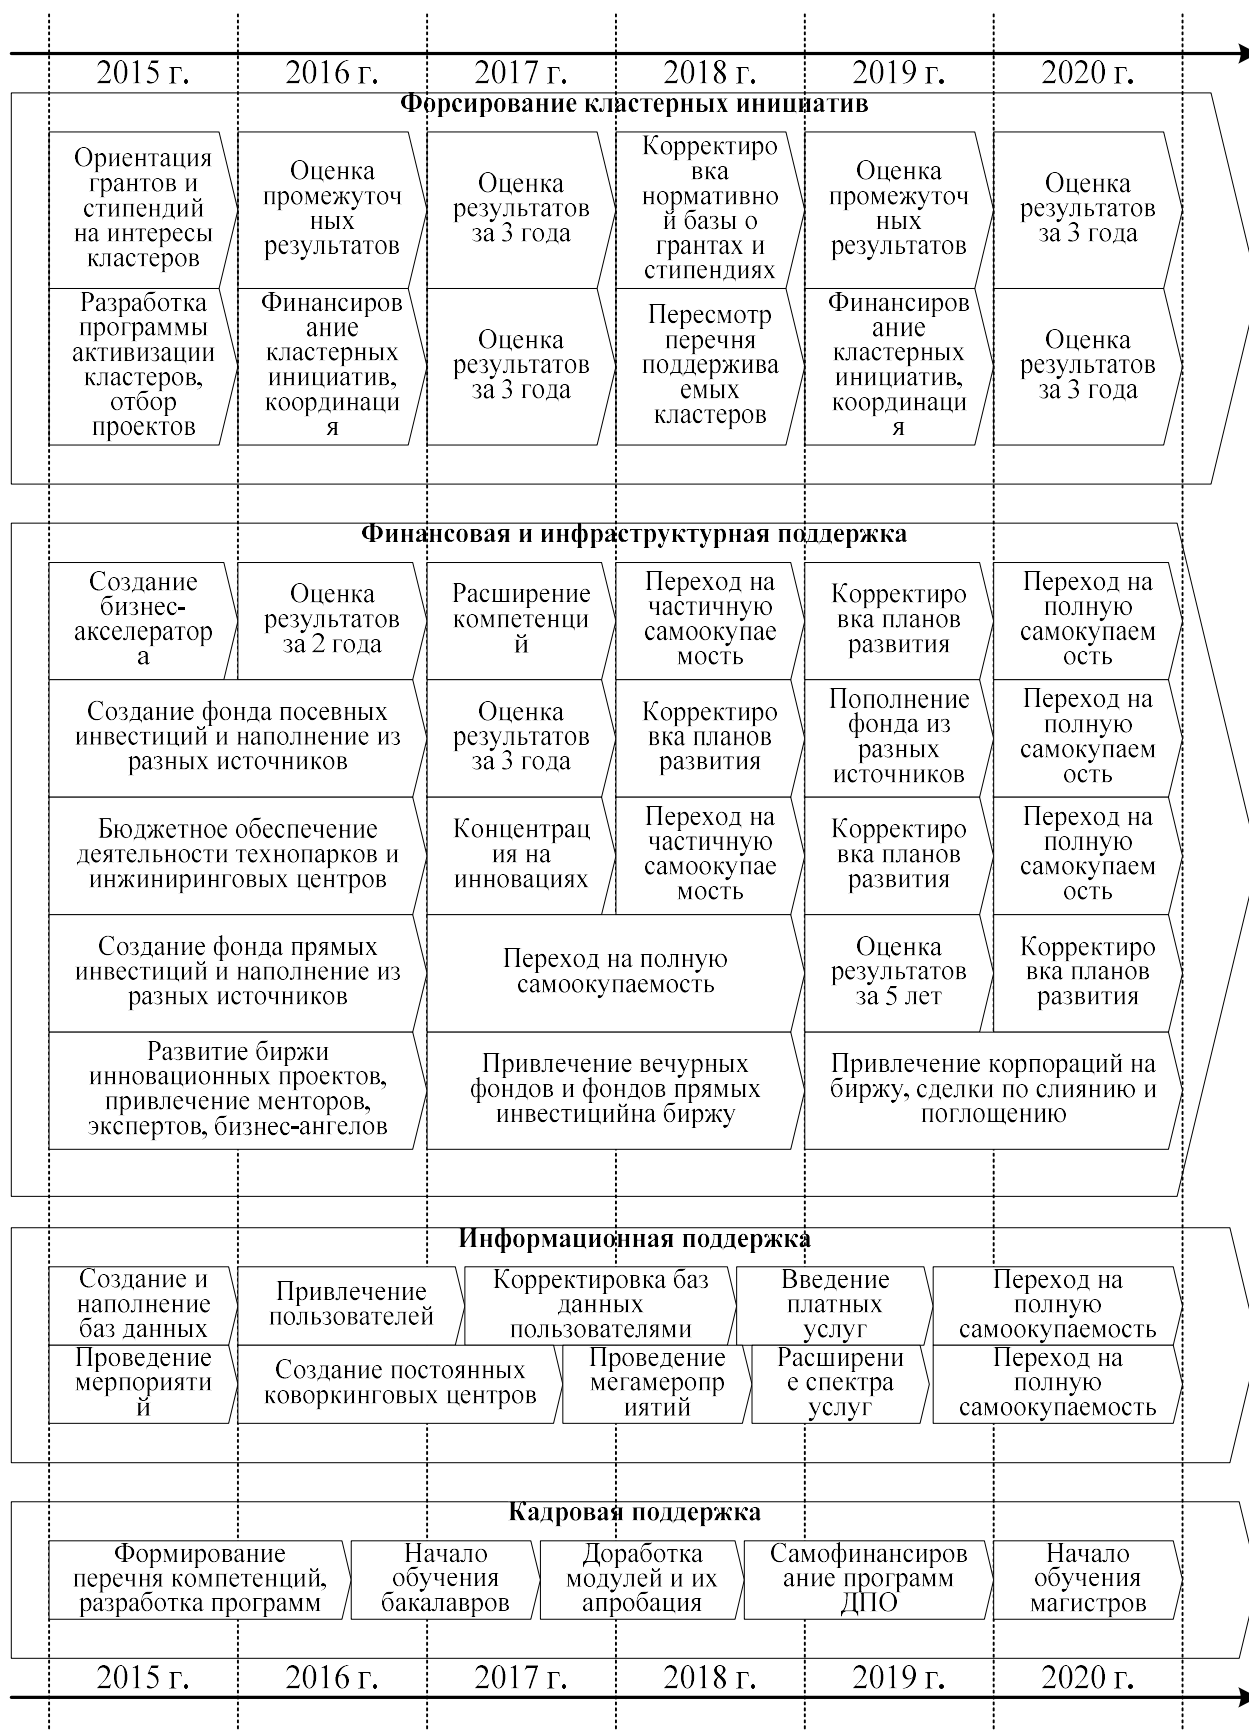 2015 г.
2016 г.
2017 г.
2018 г.
2019 г.
2020 г.
Форсирование кластерных инициатив
Ориентация
грантов и
стипендий
на интересы
кластеров
Оценка
промежуточ
ных
результатов
Оценка
результатов
за 3 года
Корректиро
вка
нормативно
й базы о
грантах и
стипендиях
Оценка
промежуточ
ных
результатов
Оценка
результатов
за 3 года
Разработка
программы
активизации
кластеров,
отбор
проектов
Финансиров
ание
кластерных
инициатив,
координаци
я
Оценка
результатов
за 3 года
Пересмотр
перечня
поддержива
емых
кластеров
Финансиров
ание
кластерных
инициатив,
координаци
я
Оценка
результатов
за 3 года
Финансовая и инфраструктурная поддержка
Создание
бизнес-
акселератор
а
Оценка
результатов
за 2 года
Расширение
компетенци
й
Переход на
частичную
самоокупае
мость
Корректиро
вка планов
развития
Переход на
полную
самокупаем
ость
Создание фонда посевных
инвестиций и наполнение из
разных источников
Оценка
результатов
за 3 года
Корректиро
вка планов
развития
Пополнение
фонда из
разных
источников
Переход на
полную
самокупаем
ость
Бюджетное обеспечение
деятельности технопарков и
инжиниринговых центров
Концентрац
ия на
инновациях
Переход на
частичную
самоокупае
мость
Корректиро
вка планов
развития
Переход на
полную
самокупаем
ость
Создание фонда прямых
инвестиций и наполнение из
разных источников
Переход на полную
самоокупаемость
Оценка
результатов
за 5 лет
Корректиро
вка планов
развития
Развитие биржи
инновационных проектов,
привлечение менторов,
экспертов, бизнес-ангелов
Привлечение вечурных
фондов и фондов прямых
инвестицийна биржу
Привлечение корпораций на
биржу, сделки по слиянию и
поглощению
Информационная поддержка
Создание и
наполнение
баз данных
Привлечение
пользователей
Корректировка баз
данных
пользователями
Введение
платных
услуг
Переход на
полную
самоокупаемость
Проведение
мерпорияти
й
Создание постоянных
коворкинговых центров
Проведение
мегамеропр
иятий
Расширени
е спектра
услуг
Переход на
полную
самоокупаемость
Кадровая поддержка
Формирование
перечня компетенций,
разработка программ
Начало
обучения
бакалавров
Доработка
модулей и их
апробация
Самофинансиров
ание программ
ДПО
Начало
обучения
магистров
2015 г.
2016 г.
2017 г.
2018 г.
2019 г.
2020 г.